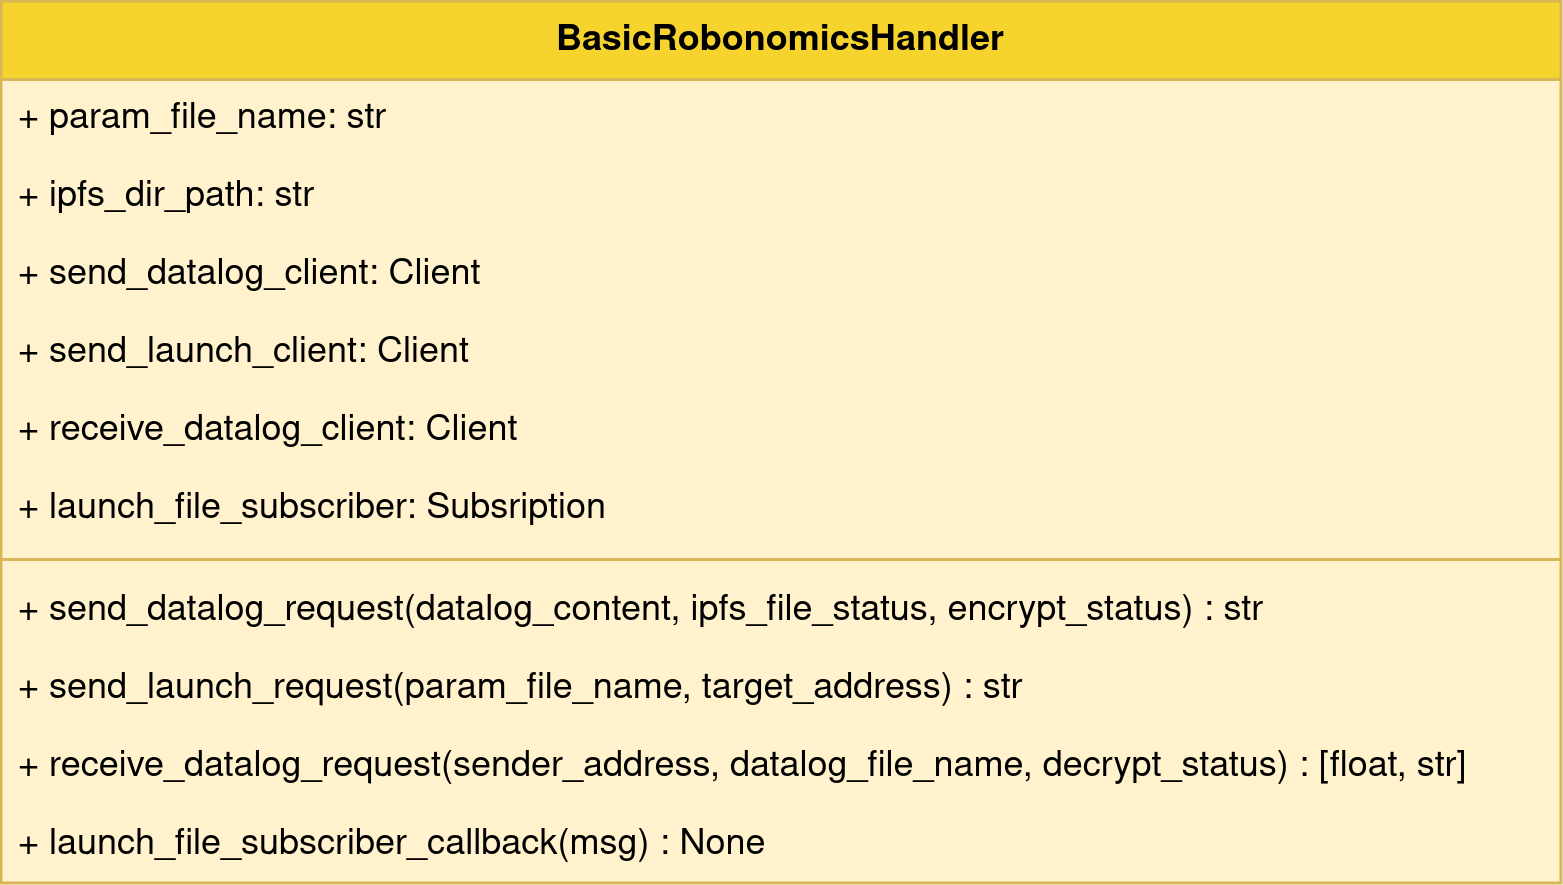 BasicRobonomicsHandler
+ param_file_name: str
+ ipfs_dir_path: str
+ send_datalog_client: Client
+ send_launch_client: Client
+ receive_datalog_client: Client
+ launch_file_subscriber: Subsription
+ send_datalog_request(datalog_content, ipfs_file_status, encrypt_status) : str
+ send_launch_request(param_file_name, target_address) : str
+ receive_datalog_request(sender_address, datalog_file_name, decrypt_status) : [float, str]
+ launch_file_subscriber_callback(msg) : None